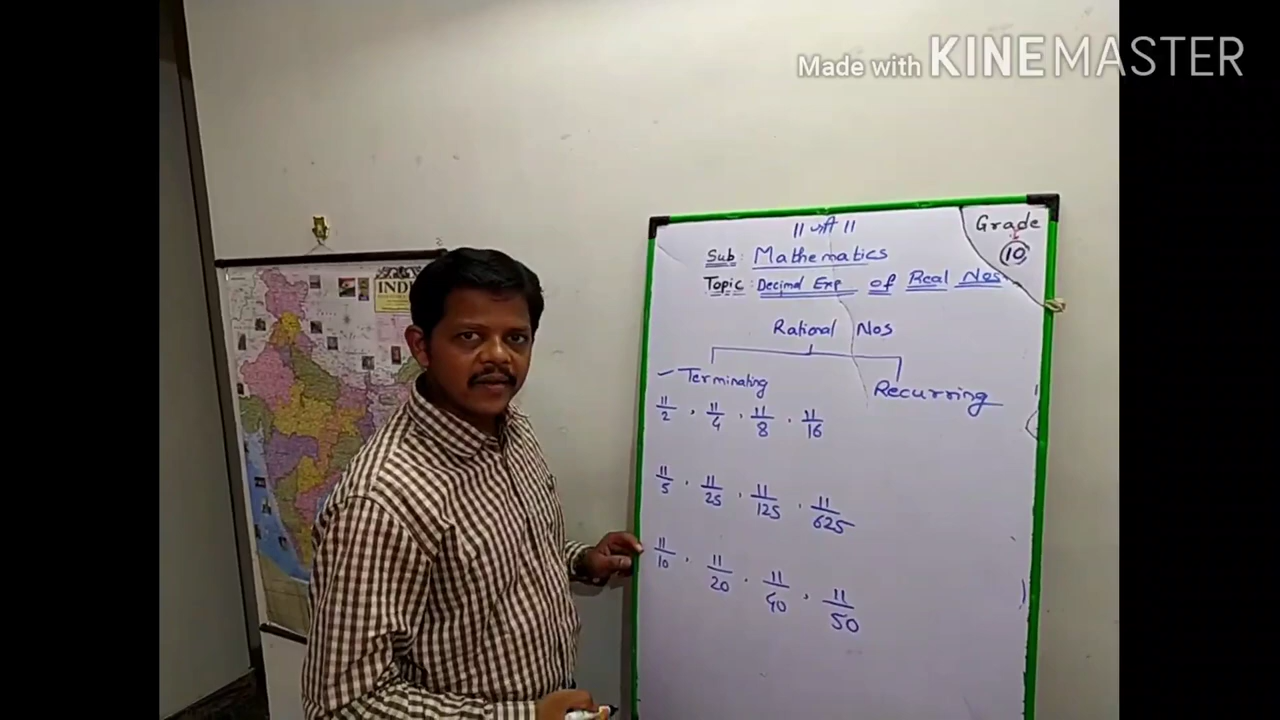 Made with KINEMASTER
INDI
Grade
10
Sub: Mathematics
Topic: Decimal Exp of Real Nos
Rational Nos
Terminating
Recurring
11/2, 11/4, 11/8, 11/16
11/5, 11/25, 11/125, 11/625
11/10, 11/20, 11/40, 11/50